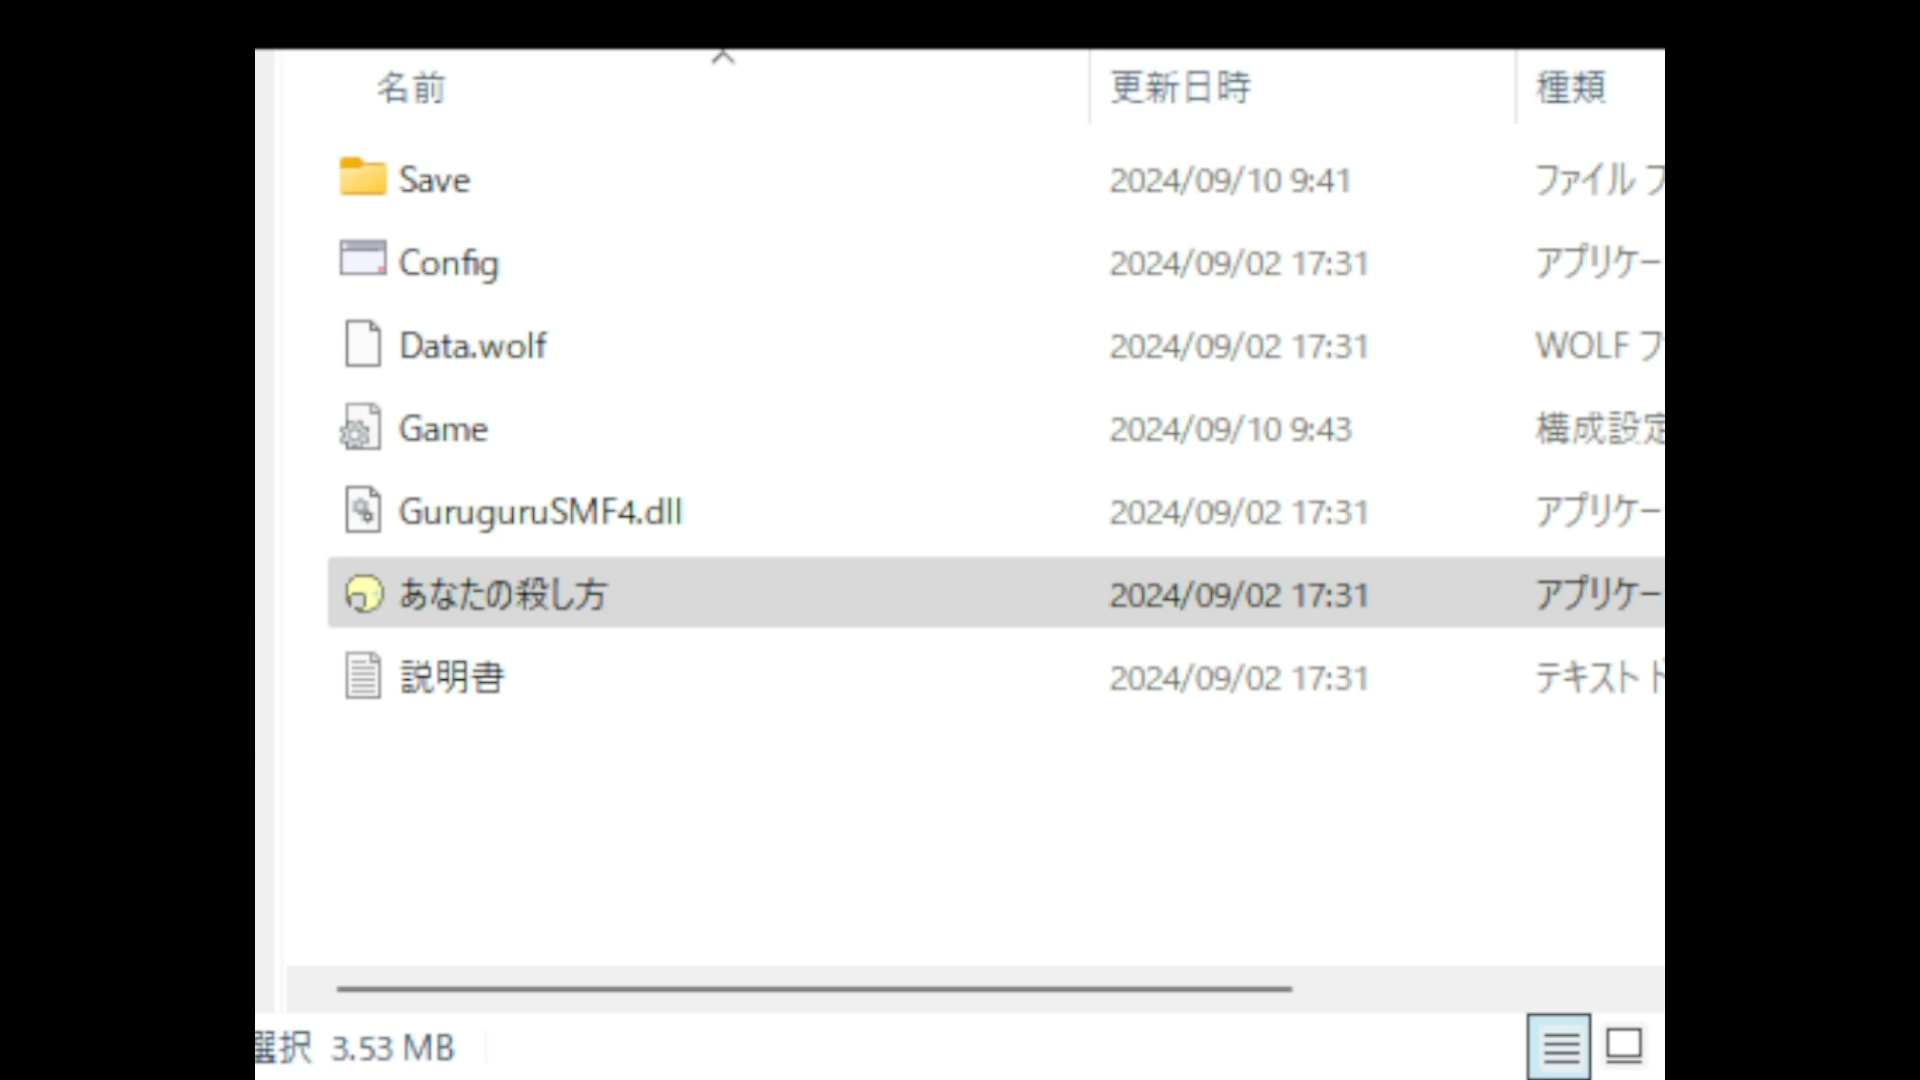 名前 更新日時 種類
Save 2024/09/10 9:41 ファイル フ
Config 2024/09/02 17:31 アプリケー
Data.wolf 2024/09/02 17:31 WOLF フ
Game 2024/09/10 9:43 構成設定
GuruguruSMF4.dll 2024/09/02 17:31 アプリケー
あなたの殺し方 2024/09/02 17:31 アプリケー
説明書 2024/09/02 17:31 テキスト ド
選択 3.53 MB